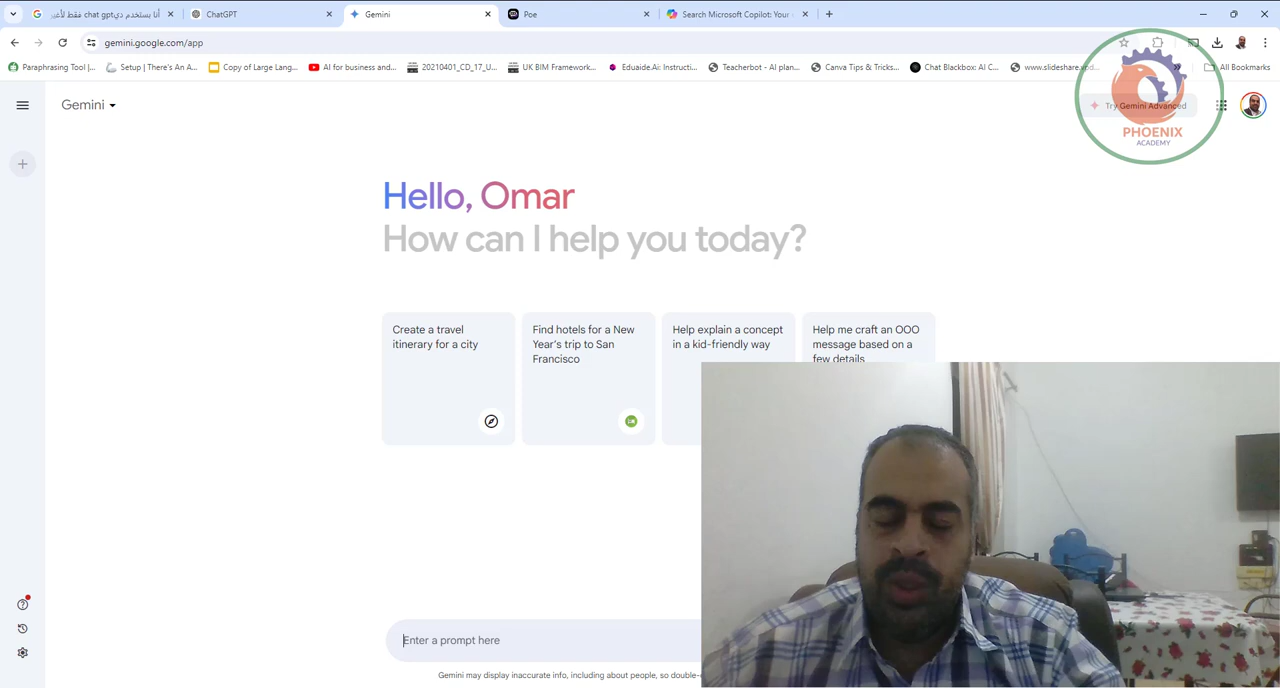 أنا يستخدم ذي chat gpt فقط لأغير
ChatGPT
Gemini
Poe
Search Microsoft Copilot: Your
gemini.google.com/app
Paraphrasing Tool |...
Setup | There's An A...
Copy of Large Lang...
AI for business and...
20210401_CD_17_U...
UK BIM Framework...
Eduaide.Ai: Instructi...
Teacherbot - AI plan...
Canva Tips & Tricks...
Chat Blackbox: AI C...
www.slideshare.
All Bookmarks
Gemini
Try Gemini Advanced
PHOENIX
ACADEMY
Hello, Omar
How can I help you today?
Create a travel
itinerary for a city
Find hotels for a New
Year's trip to San
Francisco
Help explain a concept
in a kid-friendly way
Help me craft an OOO
message based on a
few details
Enter a prompt here
Gemini may display inaccurate info, including about people, so double-